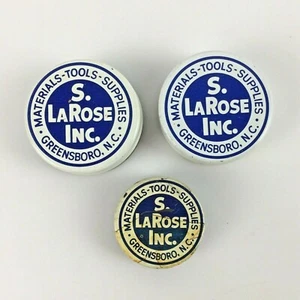 MATERIALS-TOOLS-SUPPLIES
S.
LAROSE
INC.
GREENSBORO, N.C.
MATERIALS-TOOLS-SUPPLIES
S.
LAROSE
INC.
GREENSBORO, N.C.
MATERIALS-TOOLS-SUPPLIES
S.
LAROSE
INC.
GREENSBORO, N.C.